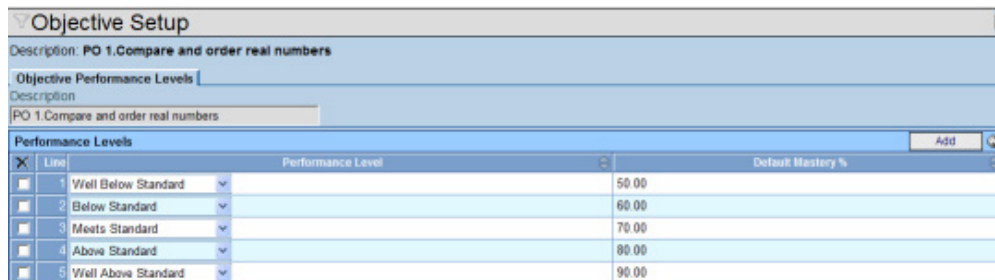 Objective Setup
Description: PO 1.Compare and order real numbers
Objective Performance Levels
Description
PO 1.Compare and order real numbers
Performance Levels Add
X Line Performance Level Default Mastery %
1 Well Below Standard 50.00
2 Below Standard 60.00
3 Meets Standard 70.00
4 Above Standard 80.00
5 Well Above Standard 90.00